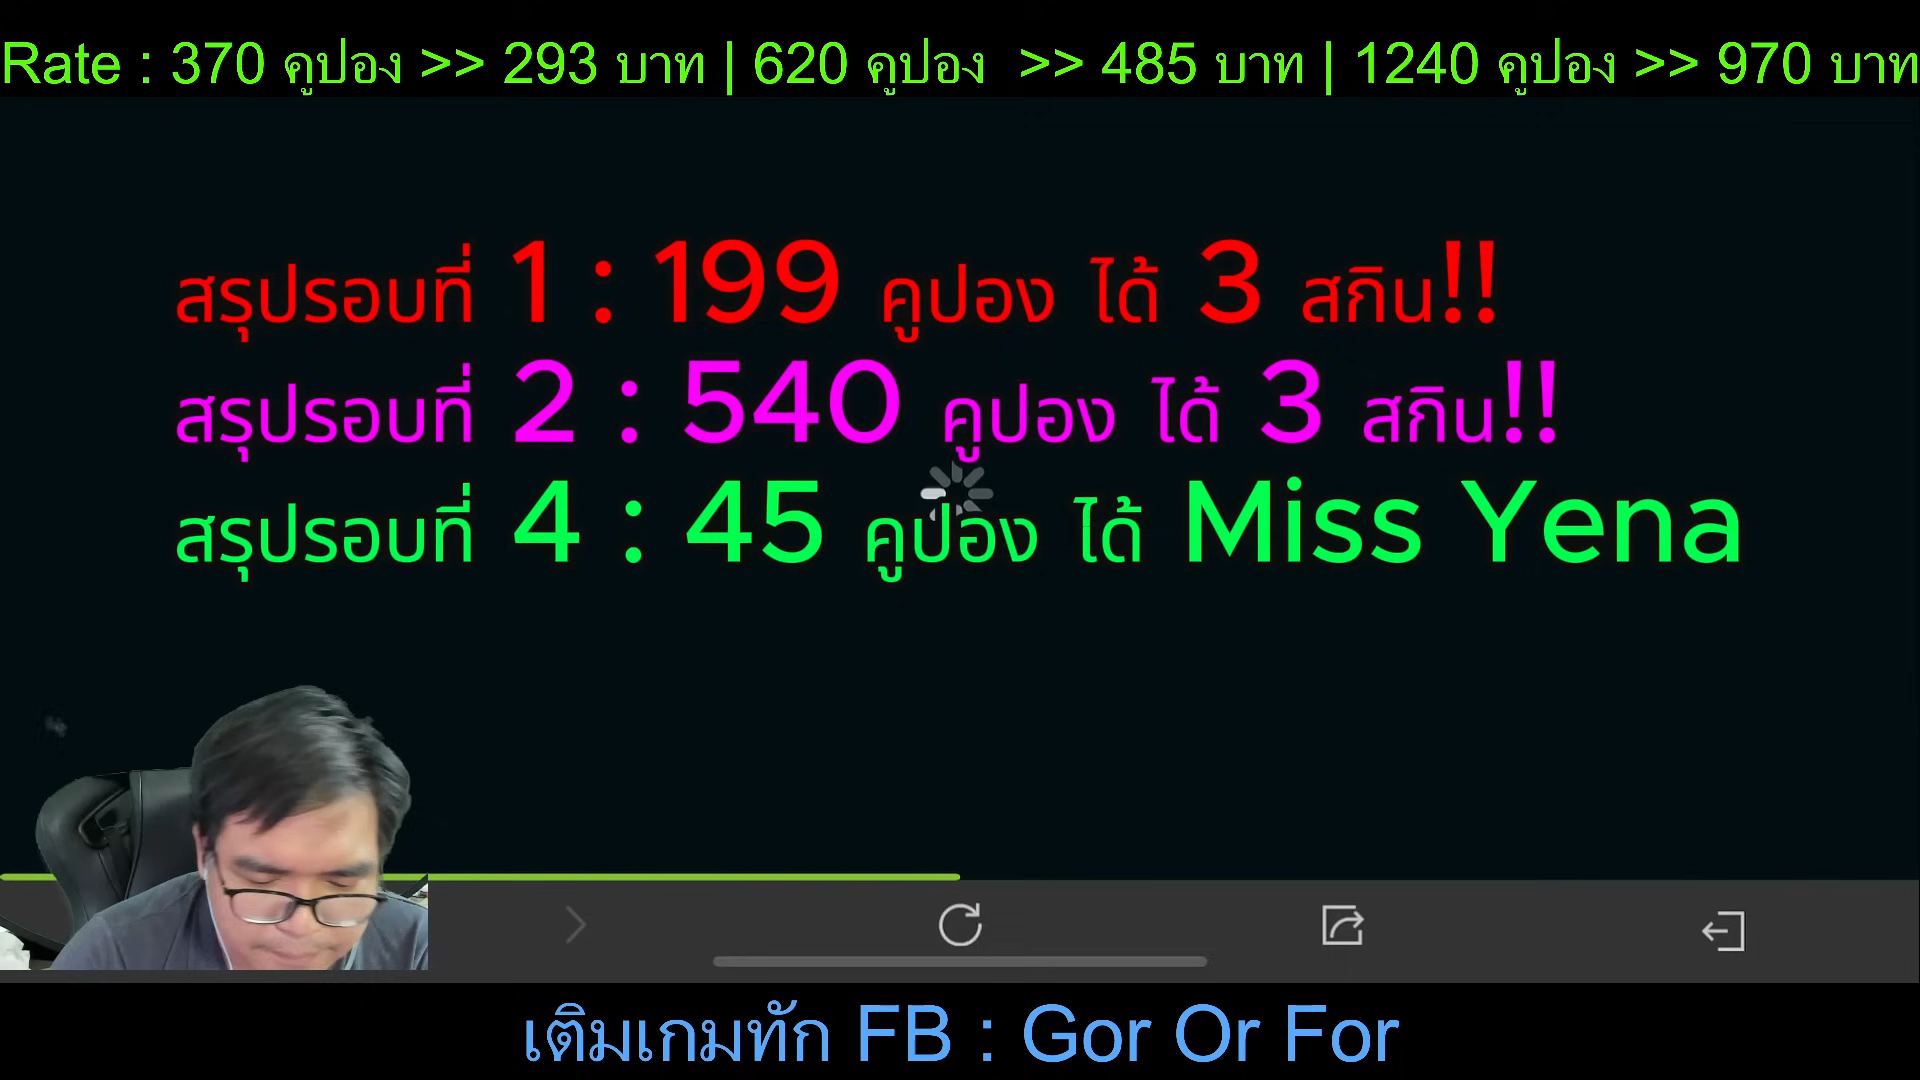 Rate : 370 คูปอง >> 293 บาท | 620 คูปอง >> 485 บาท | 1240 คูปอง >> 970 บาท
สรุปรอบที่ 1 : 199 คูปอง ได้ 3 สกิน!!
สรุปรอบที่ 2 : 540 คูปอง ได้ 3 สกิน!!
สรุปรอบที่ 4 : 45 คูปอง ได้ Miss Yena
เติมเกมทัก FB : Gor Or For